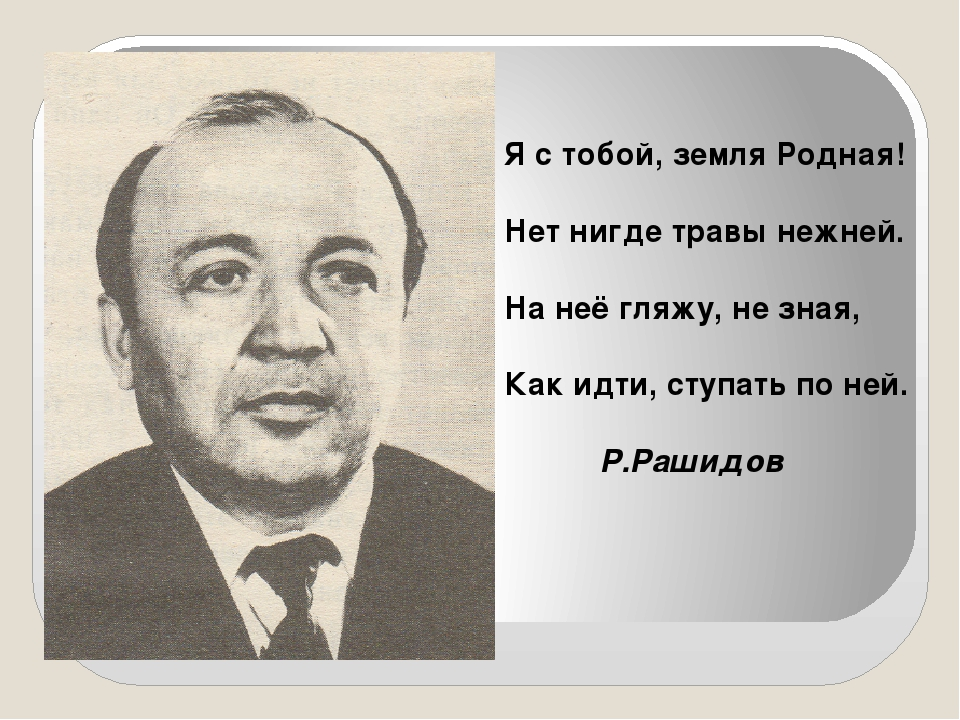 Я с тобой, земля Родная!
Нет нигде травы нежней.
На неё гляжу, не зная,
Как идти, ступать по ней.
Р.Рашидов